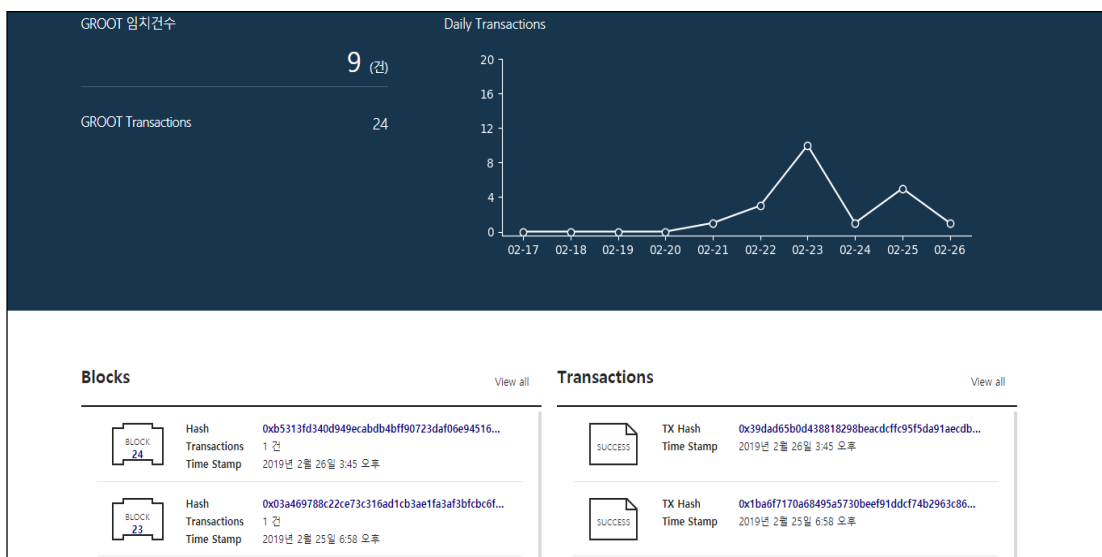 GROOT 임치건수
9 (건)
GROOT Transactions 24
Daily Transactions
20
16
12
8
4
0
02-17 02-18 02-19 02-20 02-21 02-22 02-23 02-24 02-25 02-26
Blocks View all
BLOCK 24
Hash 0xb5313fd340d949ecabdb4bff90723daf06e94516...
Transactions 1 건
Time Stamp 2019년 2월 26일 3:45 오후
BLOCK 23
Hash 0x03a469788c22ce73c316ad1cb3ae1fa3af3bfcbc6f...
Transactions 1 건
Time Stamp 2019년 2월 25일 6:58 오후
Transactions View all
SUCCESS
TX Hash 0x39dad65b0d438818298beacdcffc95f5da91aecdb...
Time Stamp 2019년 2월 26일 3:45 오후
SUCCESS
TX Hash 0x1ba6f7170a68495a5730beef91ddcf74b2963c86...
Time Stamp 2019년 2월 25일 6:58 오후